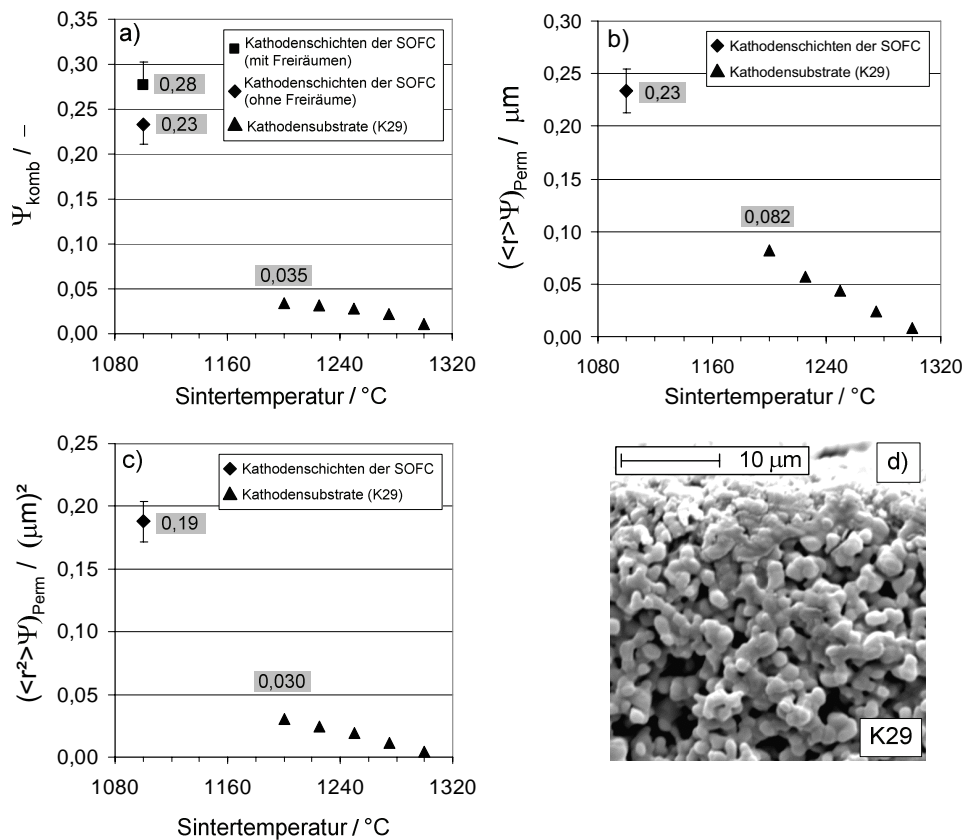 a)
0,35
0,30
0,25
0,20
0,15
0,10
0,05
0,00
Ψkomb / –
Kathodenschichten der SOFC
(mit Freiräumen)
Kathodenschichten der SOFC
(ohne Freiräume)
Kathodensubstrate (K29)
0,28
0,23
0,035
1080 1160 1240 1320
Sintertemperatur / °C
b)
0,30
0,25
0,20
0,15
0,10
0,05
0,00
(<r>Ψ)Perm / μm
Kathodenschichten der SOFC
Kathodensubstrate (K29)
0,23
0,082
1080 1160 1240 1320
Sintertemperatur / °C
c)
0,25
0,20
0,15
0,10
0,05
0,00
(<r²>Ψ)Perm / (μm)²
Kathodenschichten der SOFC
Kathodensubstrate (K29)
0,19
0,030
1080 1160 1240 1320
Sintertemperatur / °C
10 μm
d)
K29